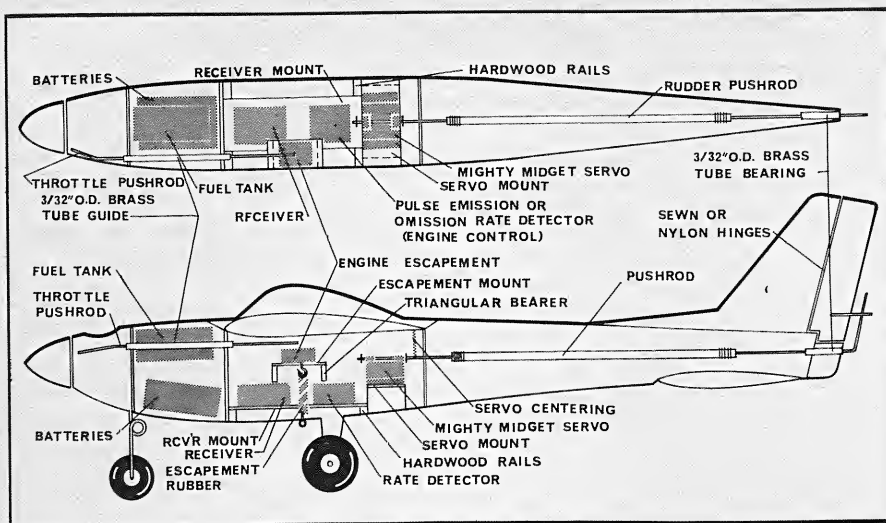 BATTERIES
RECEIVER MOUNT
HARDWOOD RAILS
RUDDER PUSHROD
THROTTLE PUSHROD
3/32"O.D. BRASS
TUBE GUIDE
FUEL TANK
RFCEIVER
MIGHTY MIDGET SERVO
SERVO MOUNT
PULSE EMISSION OR
OMISSION RATE DETECTOR
(ENGINE CONTROL)
3/32"O.D. BRASS
TUBE BEARING
SEWN OR
NYLON HINGES
FUEL TANK
THROTTLE
PUSHROD
ENGINE ESCAPEMENT
ESCAPEMENT MOUNT
TRIANGULAR BEARER
PUSHROD
BATTERIES
RCV'R MOUNT
RECEIVER
ESCAPEMENT
RUBBER
SERVO CENTERING
MIGHTY MIDGET SERVO
SERVO MOUNT
HARDWOOD RAILS
RATE DETECTOR